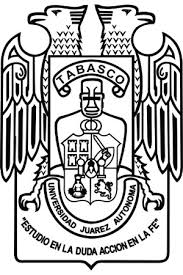 TABASCO
UNIVERSIDAD JUAREZ AUTONOMA
"ESTUDIO EN LA DUDA ACCION EN LA FE"